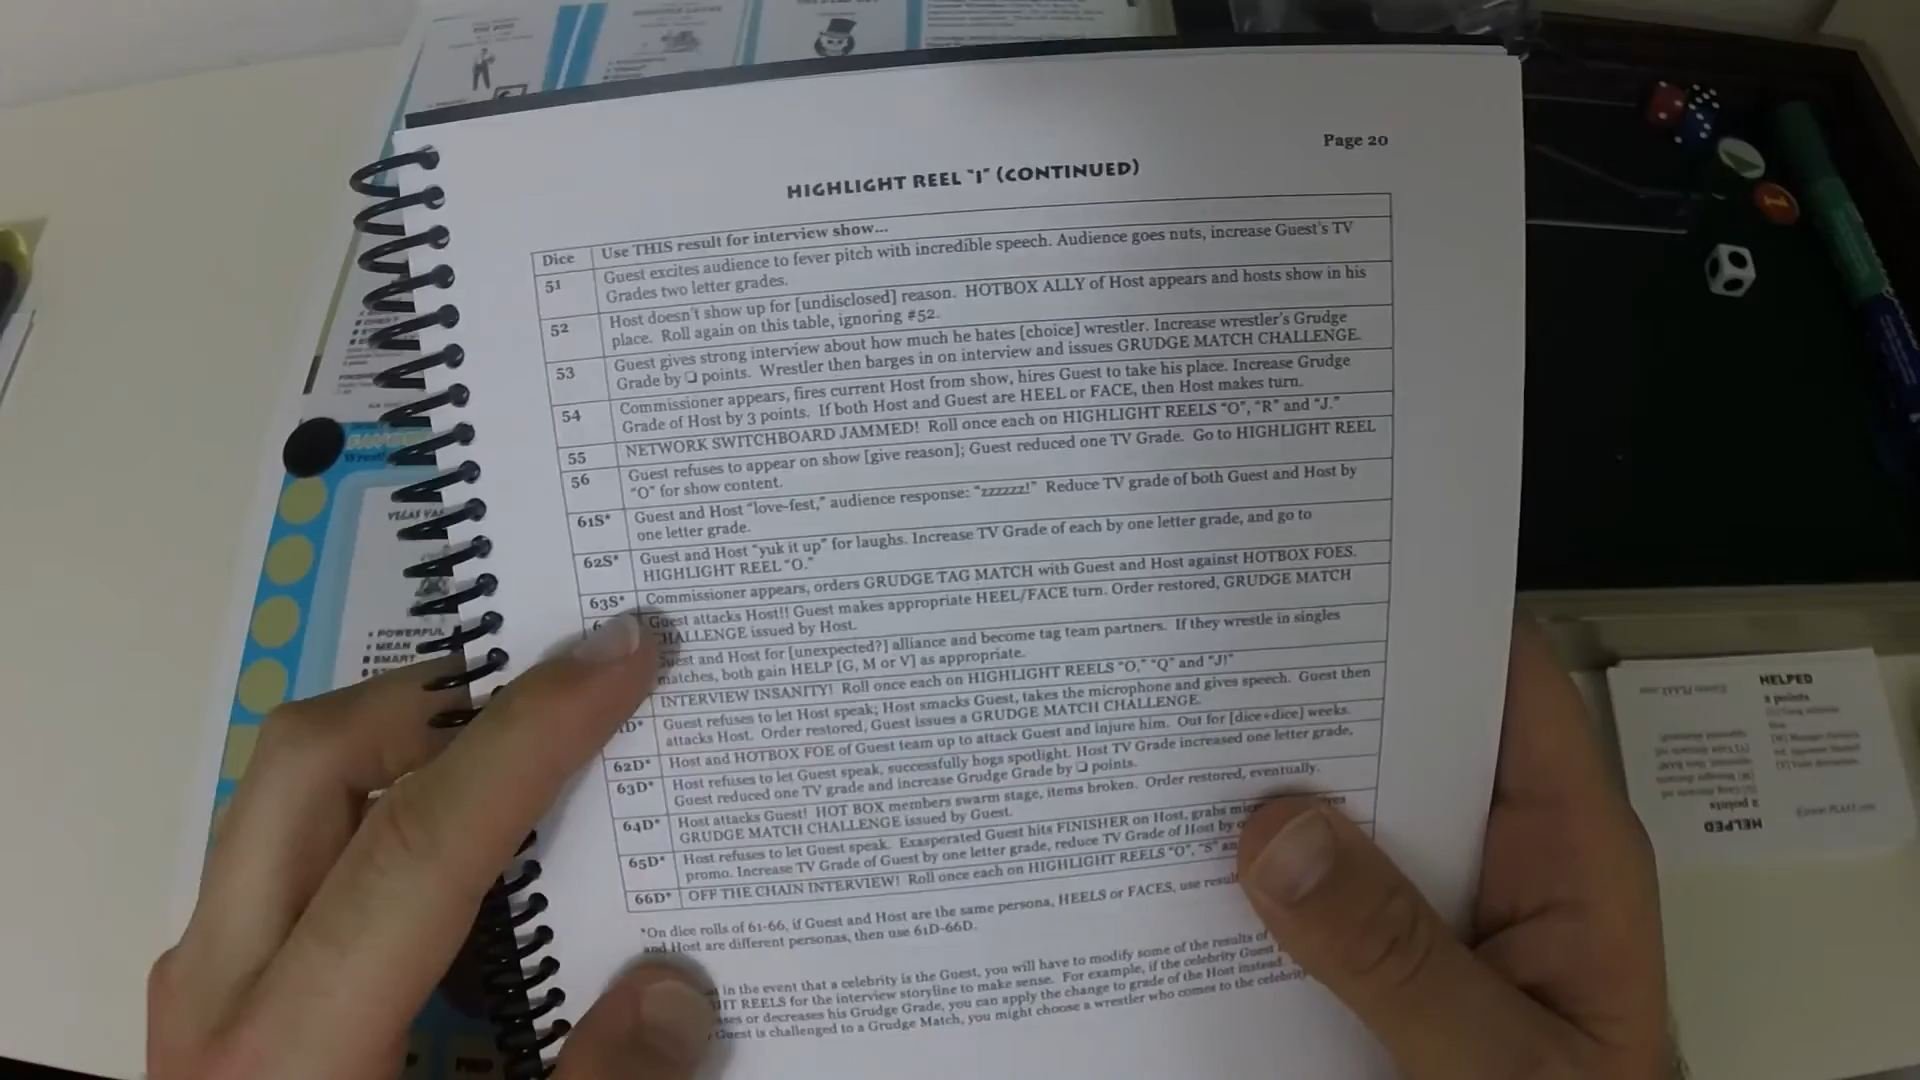 Page 20
HIGHLIGHT REEL "I" (CONTINUED)
Dice Use THIS result for interview show...
51 Guest excites audience to fever pitch with incredible speech. Audience goes nuts, increase Guest's TV
Grades two letter grades.
52 Host doesn't show up for [undisclosed] reason. HOTBOX ALLY of Host appears and hosts show in his
place. Roll again on this table, ignoring #52.
53 Guest gives strong interview about how much he hates [choice] wrestler. Increase wrestler's Grudge
Grade by ❑ points. Wrestler then barges in on interview and issues GRUDGE MATCH CHALLENGE.
54 Commissioner appears, fires current Host from show, hires Guest to take his place. Increase Grudge
Grade of Host by 3 points. If both Host and Guest are HEEL or FACE, then Host makes turn.
55 NETWORK SWITCHBOARD JAMMED! Roll once each on HIGHLIGHT REELS "O", "R" and "J."
56 Guest refuses to appear on show [give reason]; Guest reduced one TV Grade. Go to HIGHLIGHT REEL
"O" for show content.
61S* Guest and Host "love-fest," audience response: "zzzzzz!" Reduce TV grade of both Guest and Host by
one letter grade.
62S* Guest and Host "yuk it up" for laughs. Increase TV Grade of each by one letter grade, and go to
HIGHLIGHT REEL "O."
63S* Commissioner appears, orders GRUDGE TAG MATCH with Guest and Host against HOTBOX FOES.
Guest attacks Host!! Guest makes appropriate HEEL/FACE turn. Order restored, GRUDGE MATCH
CHALLENGE issued by Host.
Guest and Host for [unexpected?] alliance and become tag team partners. If they wrestle in singles
matches, both gain HELP [G, M or V] as appropriate.
INTERVIEW INSANITY! Roll once each on HIGHLIGHT REELS "O," "Q" and "J!"
1D* Guest refuses to let Host speak; Host smacks Guest, takes the microphone and gives speech. Guest then
attacks Host. Order restored, Guest issues a GRUDGE MATCH CHALLENGE.
62D* Host and HOTBOX FOE of Guest team up to attack Guest and injure him. Out for [dice+dice] weeks.
63D* Host refuses to let Guest speak, successfully hogs spotlight. Host TV Grade increased one letter grade,
Guest reduced one TV grade and increase Grudge Grade by ❑ points.
64D* Host attacks Guest! HOT BOX members swarm stage, items broken. Order restored, eventually.
GRUDGE MATCH CHALLENGE issued by Guest.
65D* Host refuses to let Guest speak. Exasperated Guest hits FINISHER on Host, grabs
promo. Increase TV Grade of Guest by one letter grade, reduce TV Grade of Host by
66D* OFF THE CHAIN INTERVIEW! Roll once each on HIGHLIGHT REELS "O", "S"
*On dice rolls of 61-66, if Guest and Host are the same persona, HEELS or FACES, use
and Host are different personas, then use 61D-66D.
in the event that a celebrity is the Guest, you will have to modify some of the results of
REELS for the interview storyline to make sense. For example, if the celebrity Guest
or decreases his Grudge Grade, you can apply the change to grade of the Host instead.
Guest is challenged to a Grudge Match, you might choose a wrestler who comes to the celebrity
POWERFUL
MEAN
SMART
HELPED
2 points
HELPED
2 points